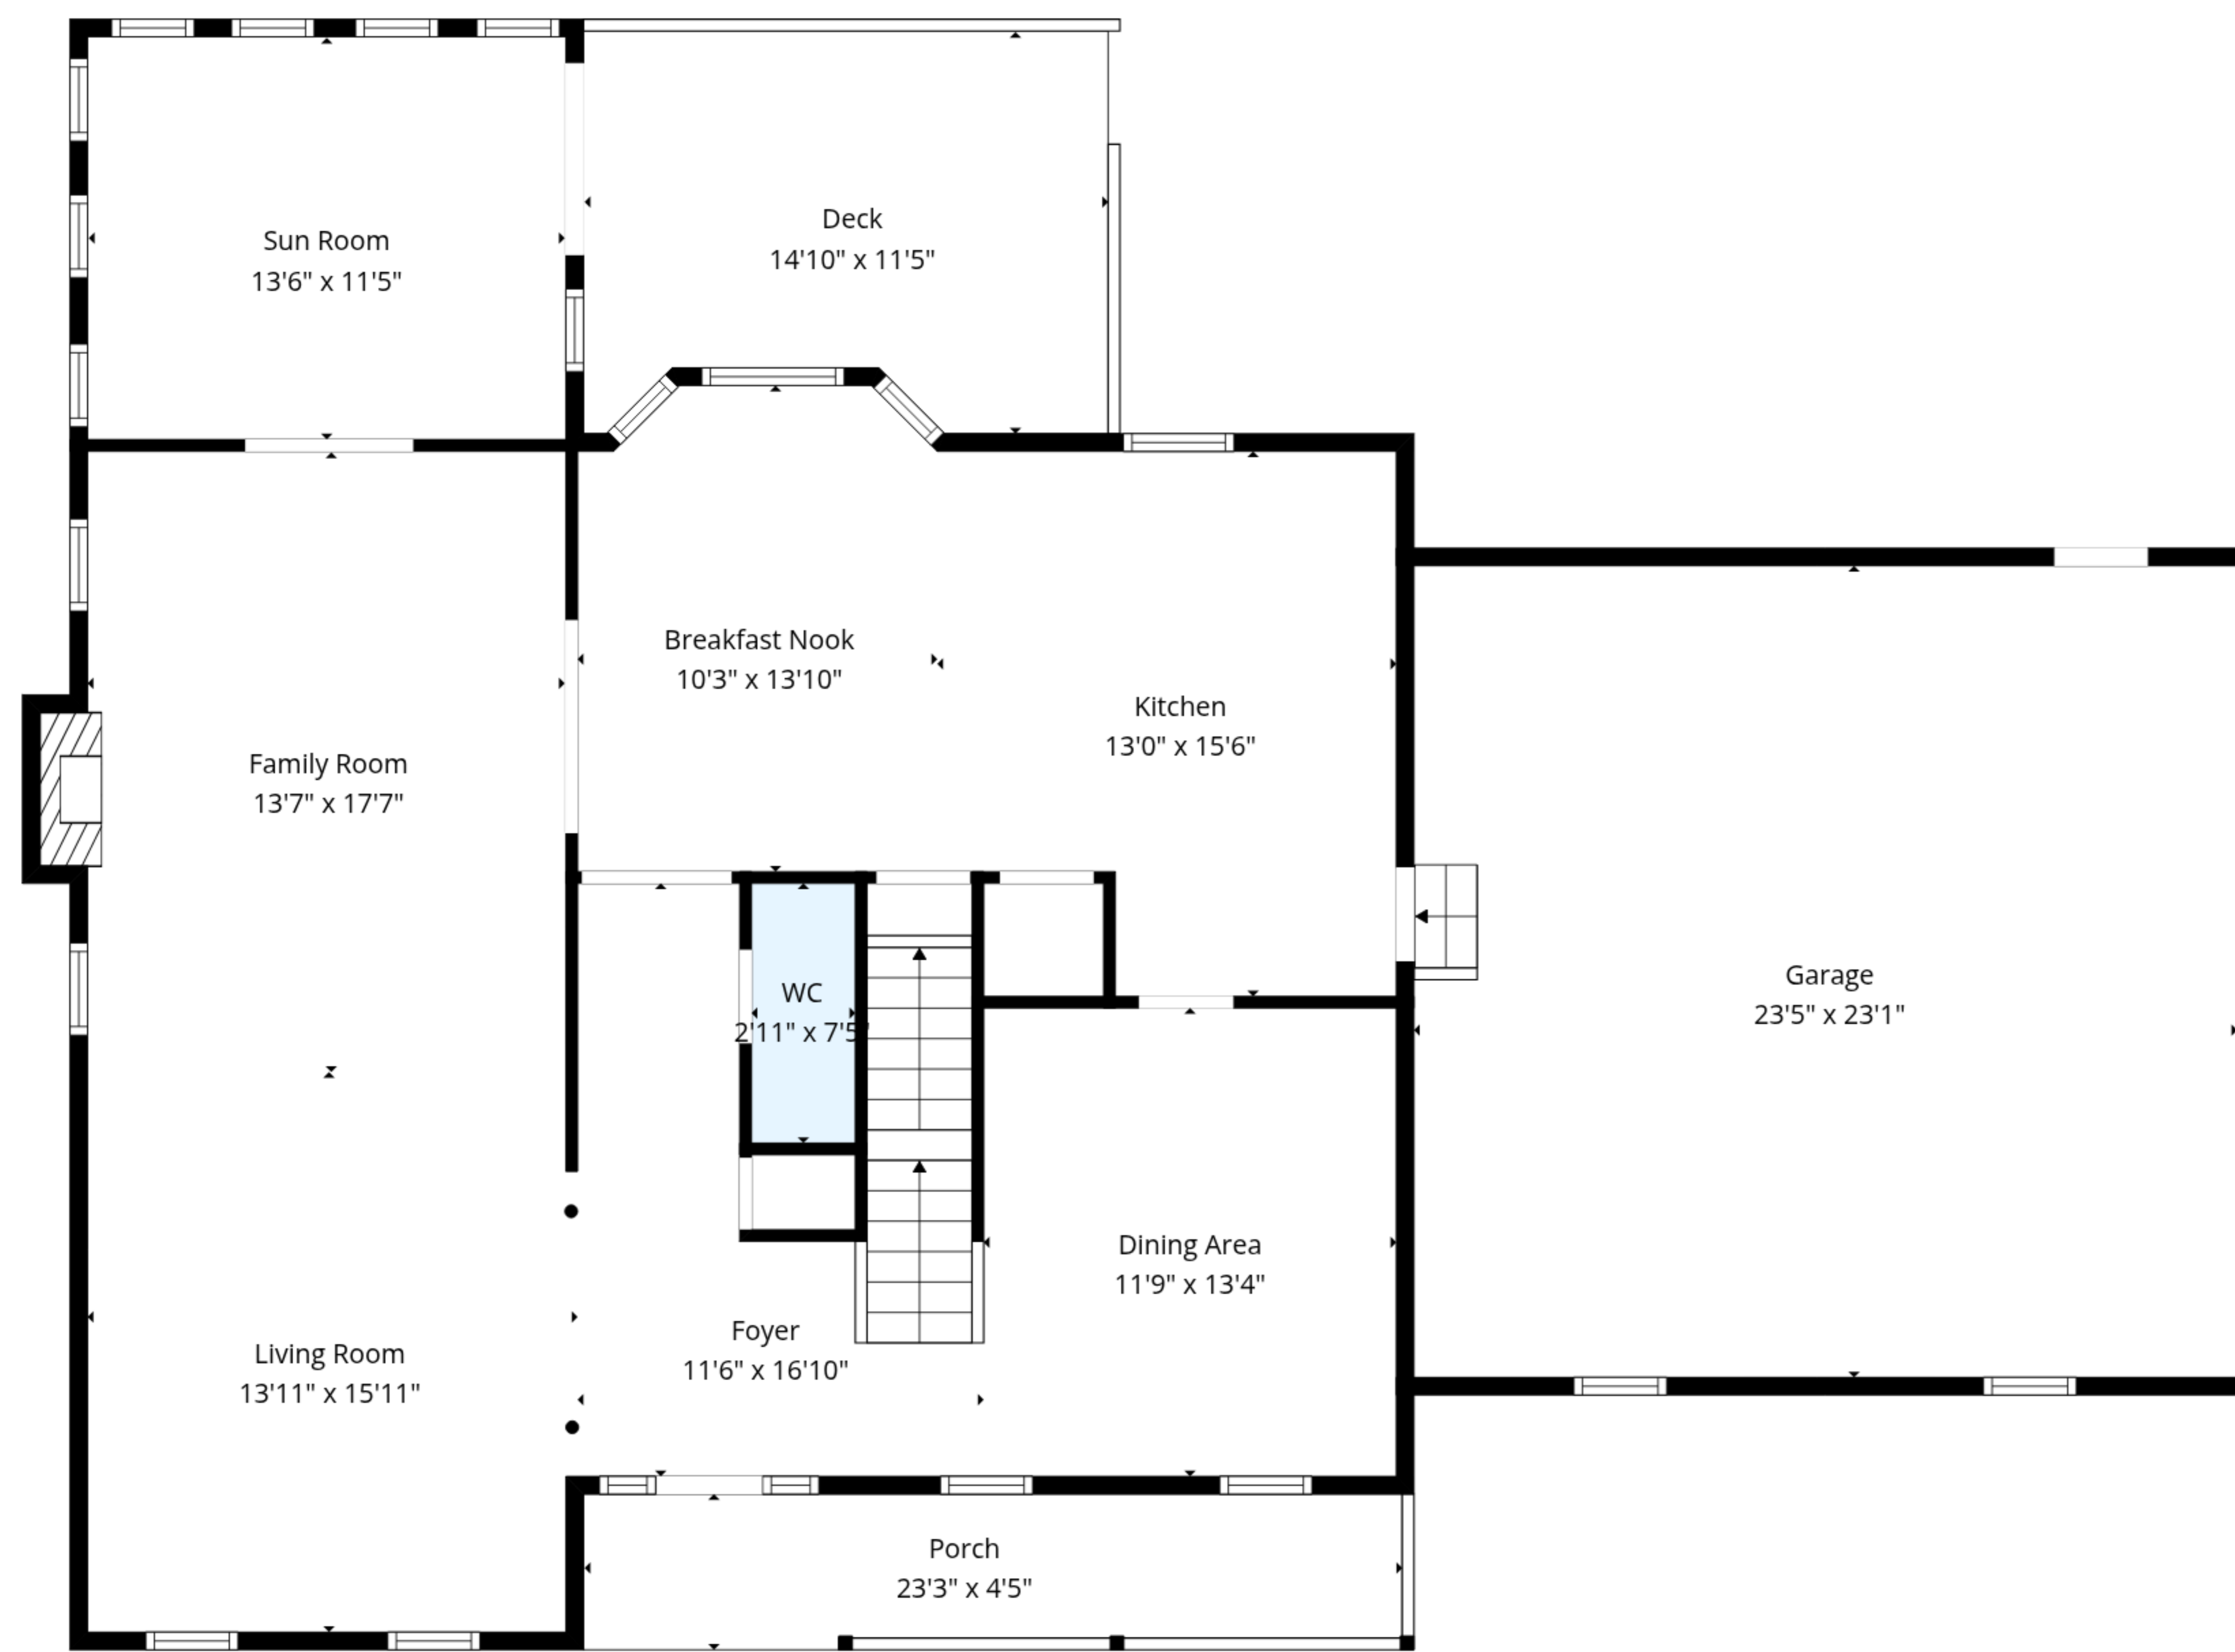 Deck
14'10" x 11'5"
Sun Room
13'6" x 11'5"
Breakfast Nook
10'3" x 13'10"
Kitchen
13'0" x 15'6"
Family Room
13'7" x 17'7"
WC
2'11" x 7'5"
Garage
23'5" x 23'1"
Dining Area
11'9" x 13'4"
Foyer
11'6" x 16'10"
Living Room
13'11" x 15'11"
Porch
23'3" x 4'5"